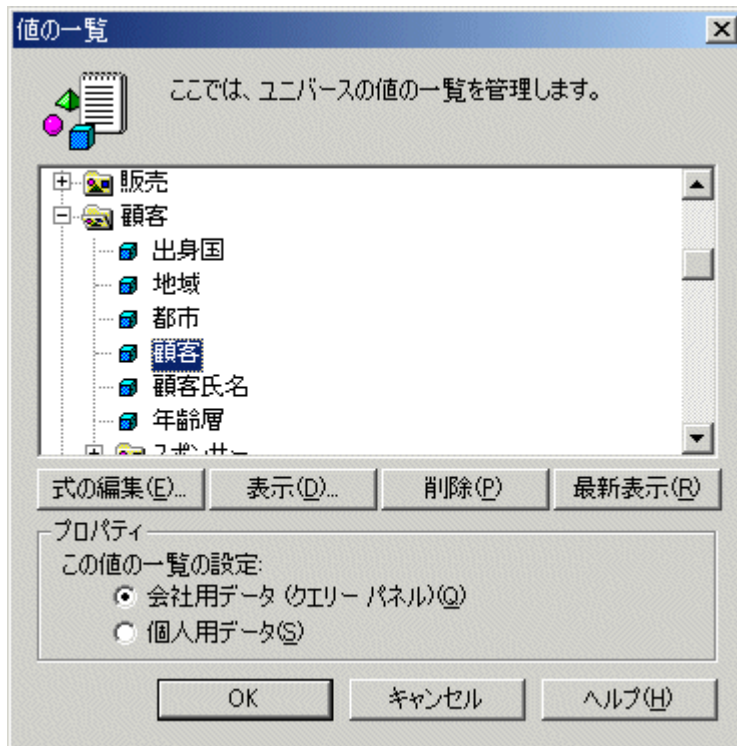 値の一覧
ここでは、ユニバースの値の一覧を管理します。
販売
顧客
出身国
地域
都市
顧客
顧客氏名
年齢層
スポンサー
式の編集(E)...
表示(D)...
削除(P)
最新表示(R)
プロパティ
この値の一覧の設定:
会社用データ (クエリー パネル)(Q)
個人用データ(S)
OK
キャンセル
ヘルプ(H)